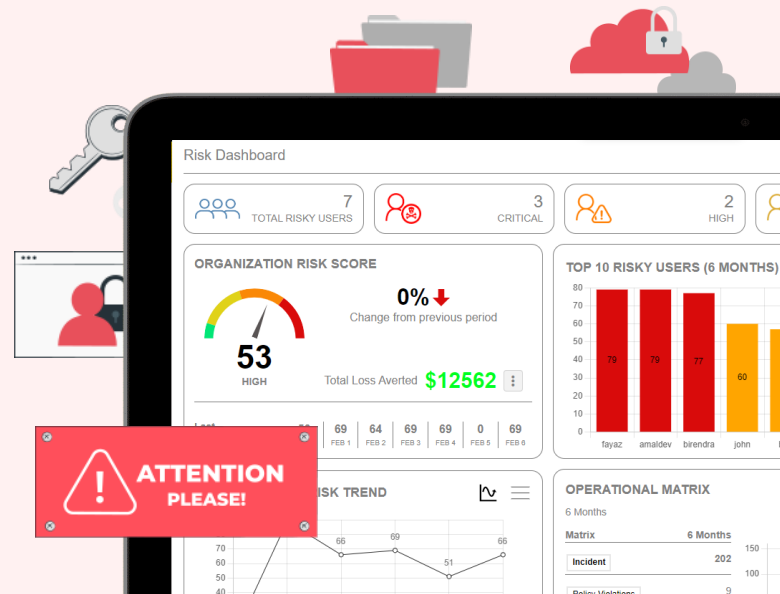 Risk Dashboard
7
TOTAL RISKY USERS
3
CRITICAL
2
HIGH
ORGANIZATION RISK SCORE
53
HIGH
0%
Change from previous period
Total Loss Averted $12562
69 64 69 69 0 69
FEB 1 FEB 2 FEB 3 FEB 4 FEB 5 FEB 6
TOP 10 RISKY USERS (6 MONTHS)
80
70
60
50
40
30
20
10
0
79 79 77 60
fayaz amaldev birendra john
ATTENTION
PLEASE!
ISK TREND
70
60
50
40
66 69 51 66
OPERATIONAL MATRIX
6 Months
Matrix 6 Months
Incident 202
Policy Violations 9
150
100